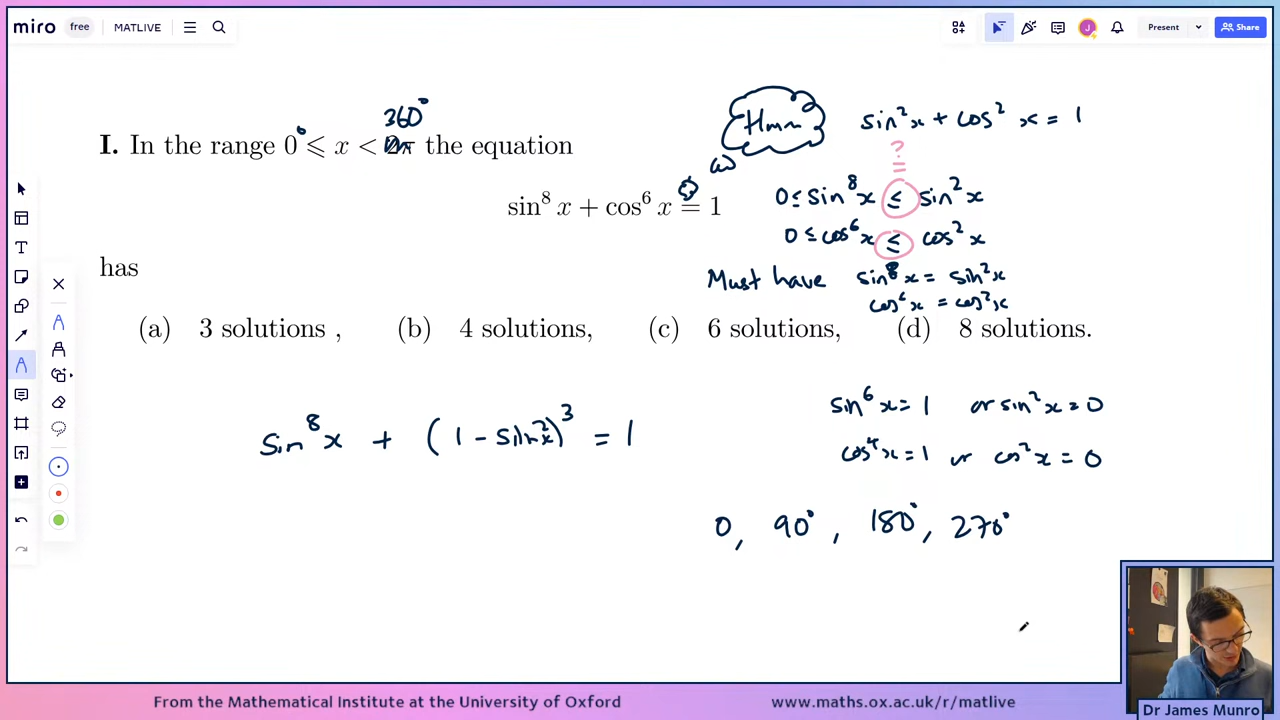 miro free MATLIVE Present Share
J
Hmm
sin²x + cos²x = 1
360°
I. In the range 0° ⩽ x < 2π the equation
(☆)
?
=
sin⁸ x + cos⁶ x = 1
0 ≤ sin⁸x ≤ sin²x
0 ≤ cos⁶x ≤ cos²x
has
Must have sin⁸x = sin²x
cos⁶x = cos²x
(a) 3 solutions , (b) 4 solutions, (c) 6 solutions, (d) 8 solutions.
sin⁶x = 1 or sin²x = 0
sin⁸x + (1 - sin²x)³ = 1
cos⁴x = 1 or cos²x = 0
0, 90°, 180°, 270°
From the Mathematical Institute at the University of Oxford www.maths.ox.ac.uk/r/matlive
Dr James Munro